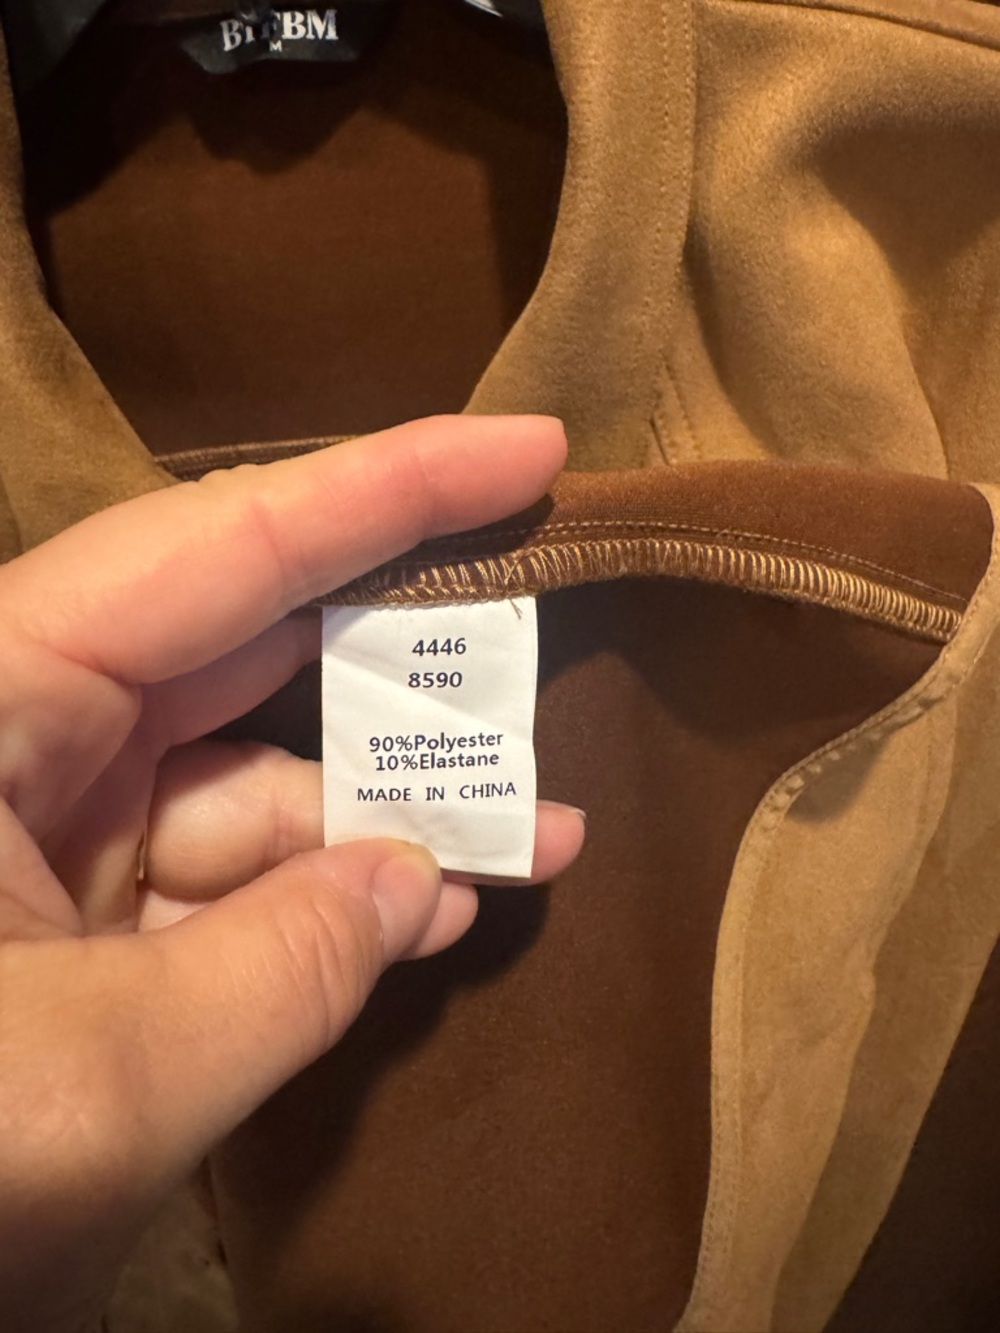 BTFBM
M
4446
8590
90%Polyester
10%Elastane
MADE IN CHINA